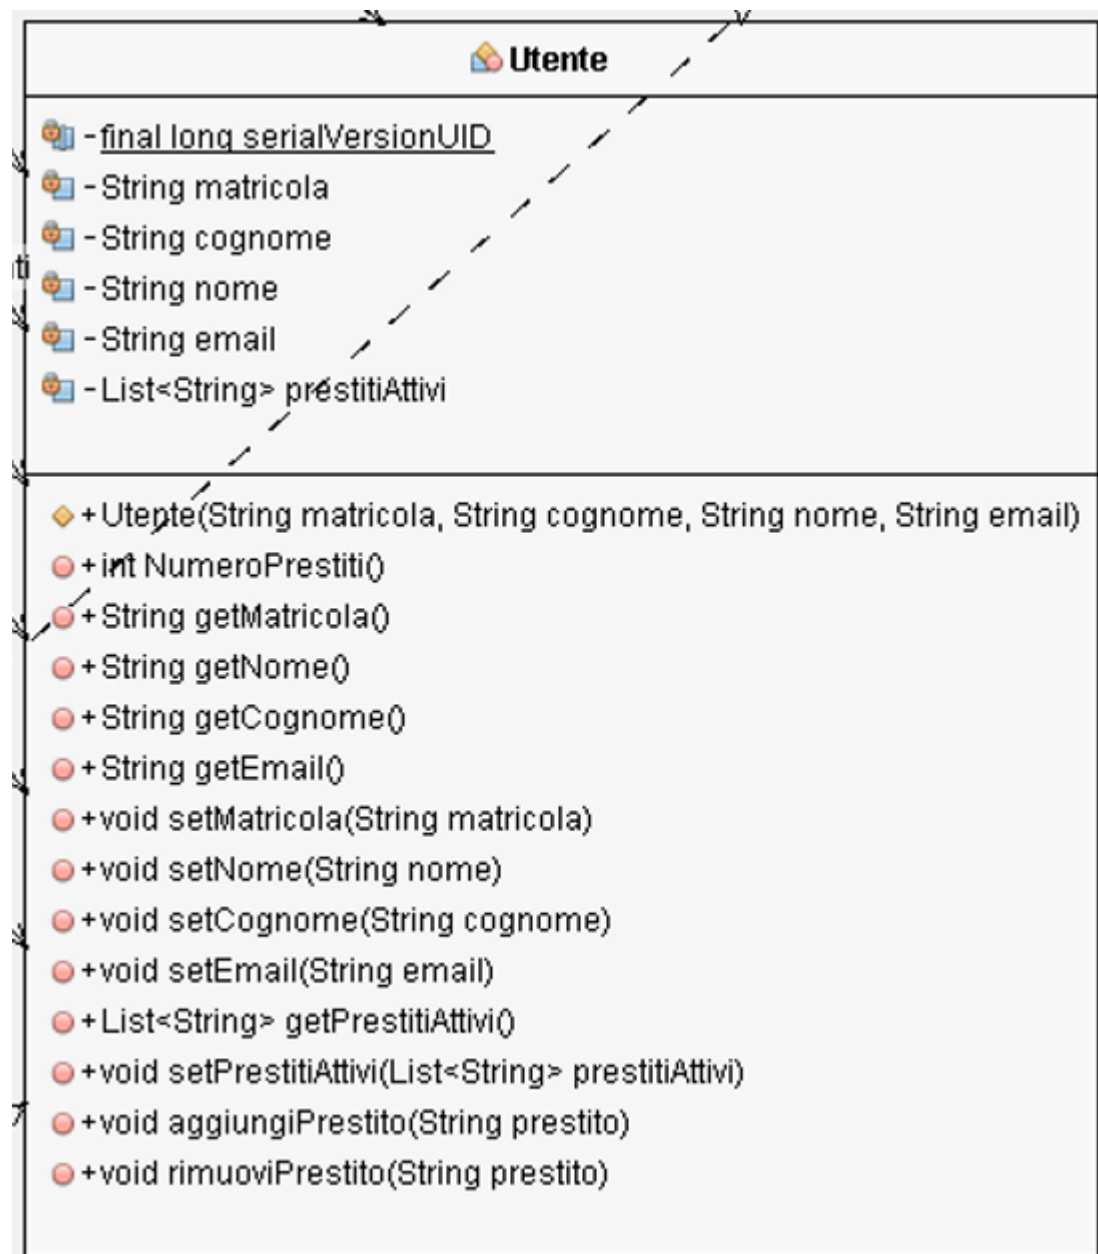 Utente
-final long serialVersionUID
-String matricola
-String cognome
ti
-String nome
-String email
-List<String> prestitiAttivi
+Utente(String matricola, String cognome, String nome, String email)
+int NumeroPrestiti()
+String getMatricola()
+String getNome()
+String getCognome()
+String getEmail()
+void setMatricola(String matricola)
+void setNome(String nome)
+void setCognome(String cognome)
+void setEmail(String email)
+List<String> getPrestitiAttivi()
+void setPrestitiAttivi(List<String> prestitiAttivi)
+void aggiungiPrestito(String prestito)
+void rimuoviPrestito(String prestito)